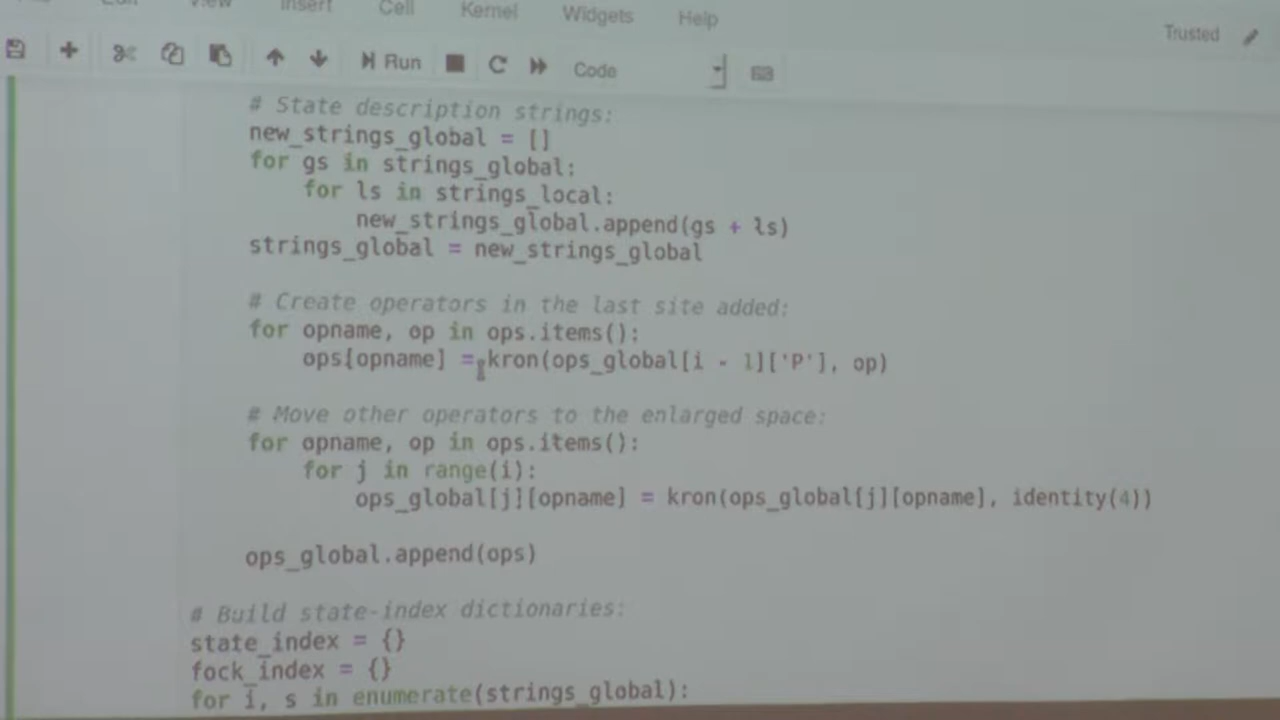 Insert Cell Kernel Widgets Help
Trusted
Run Code
# State description strings:
new_strings_global = []
for gs in strings_global:
for ls in strings_local:
new_strings_global.append(gs + ls)
strings_global = new_strings_global
# Create operators in the last site added:
for opname, op in ops.items():
ops[opname] = kron(ops_global[i - 1]['P'], op)
# Move other operators to the enlarged space:
for opname, op in ops.items():
for j in range(i):
ops_global[j][opname] = kron(ops_global[j][opname], identity(4))
ops_global.append(ops)
# Build state-index dictionaries:
state_index = {}
fock_index = {}
for i, s in enumerate(strings_global):